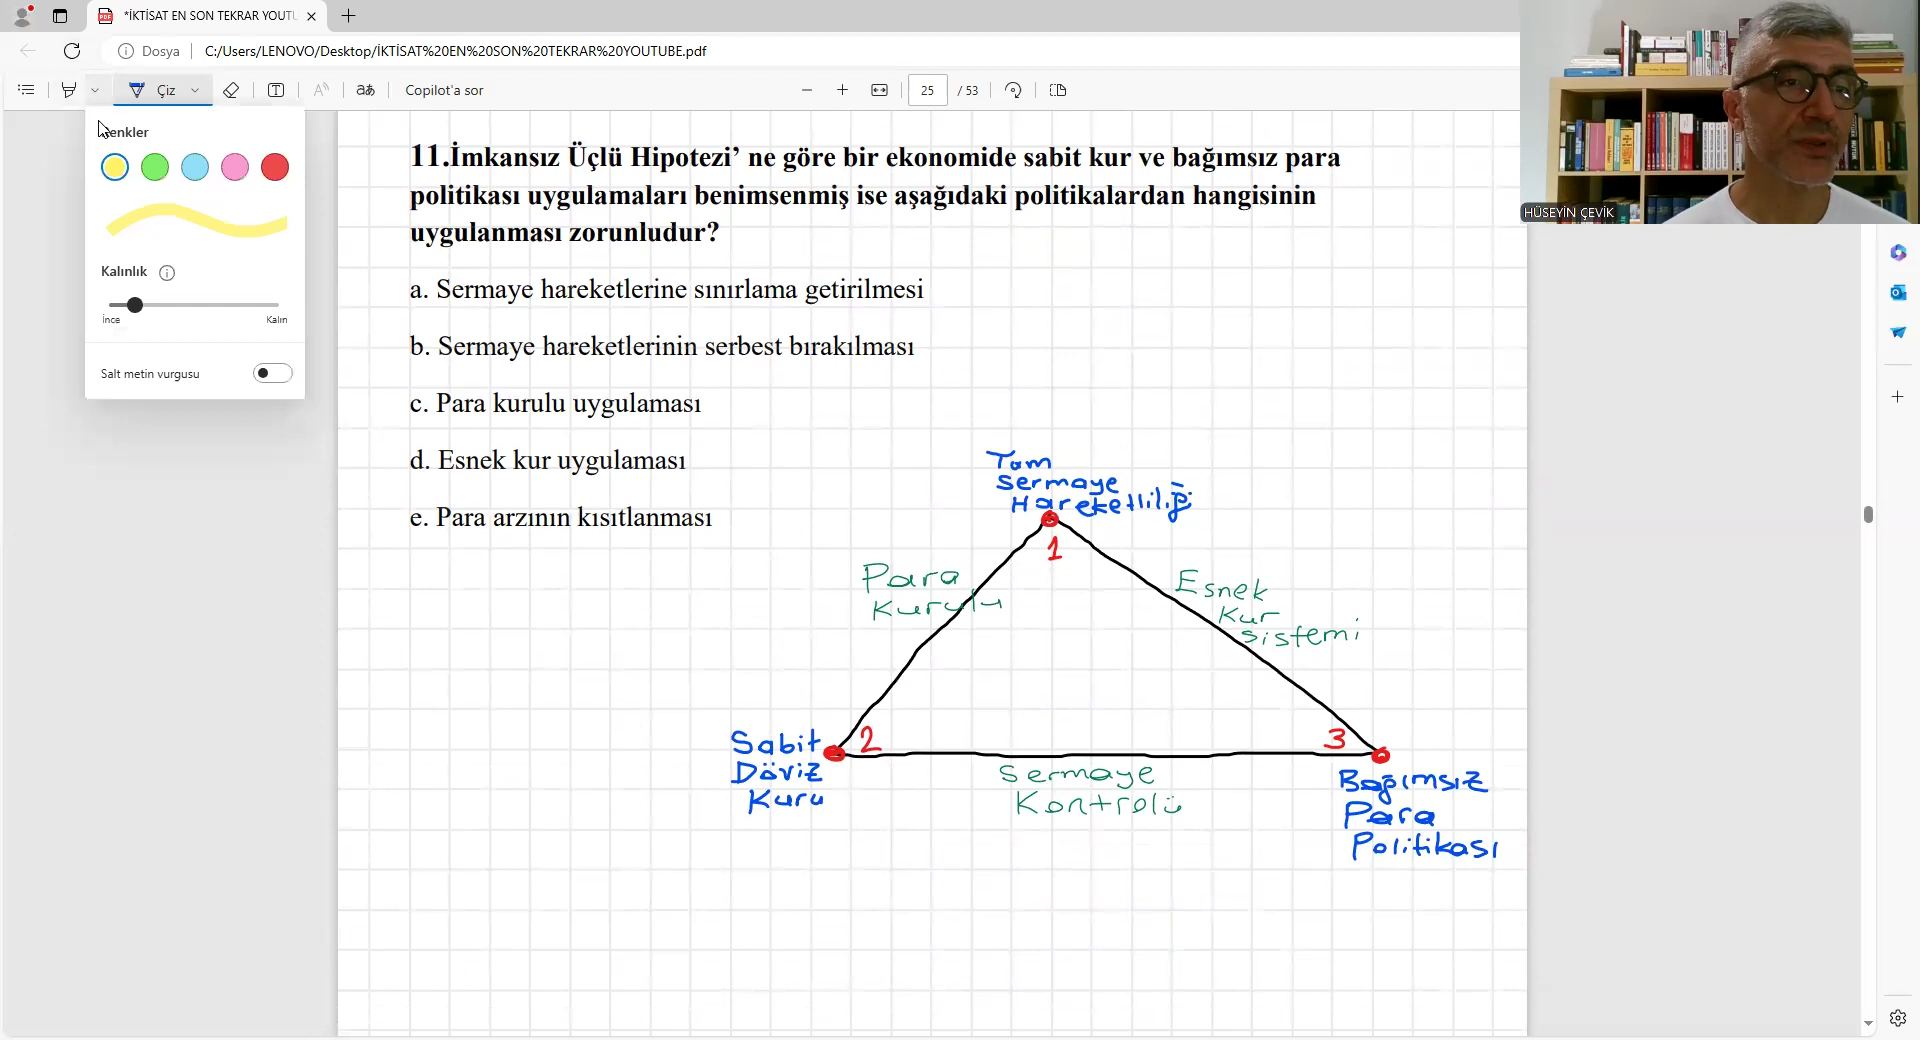 *İKTİSAT EN SON TEKRAR YOUTU
Dosya
C:/Users/LENOVO/Desktop/İKTİSAT%20EN%20SON%20TEKRAR%20YOUTUBE.pdf
Çiz
aあ
Copilot'a sor
25 / 53
enkler
Kalınlık
İnce
Kalın
Salt metin vurgusu
HÜSEYİN ÇEVİK
11.İmkansız Üçlü Hipotezi' ne göre bir ekonomide sabit kur ve bağımsız para
politikası uygulamaları benimsenmiş ise aşağıdaki politikalardan hangisinin
uygulanması zorunludur?
a. Sermaye hareketlerine sınırlama getirilmesi
b. Sermaye hareketlerinin serbest bırakılması
c. Para kurulu uygulaması
d. Esnek kur uygulaması
e. Para arzının kısıtlanması
Tam
Sermaye
Hareketliliği
1
Para
Kurulu
Esnek
Kur
Sistemi
Sabit
Döviz
Kuru
2
3
Sermaye
Kontrolü
Bağımsız
Para
Politikası